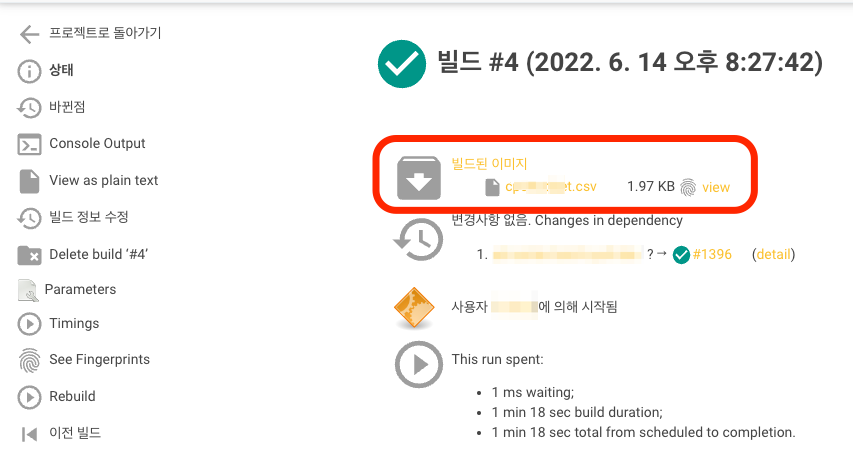 프로젝트로 돌아가기
상태
바뀐점
Console Output
View as plain text
빌드 정보 수정
Delete build ‘#4’
Parameters
Timings
See Fingerprints
Rebuild
이전 빌드
빌드 #4 (2022. 6. 14 오후 8:27:42)
빌드된 이미지
.csv 1.97 KB view
변경사항 없음. Changes in dependency
1. ? → #1396 (detail)
사용자 에 의해 시작됨
This run spent:
• 1 ms waiting;
• 1 min 18 sec build duration;
• 1 min 18 sec total from scheduled to completion.